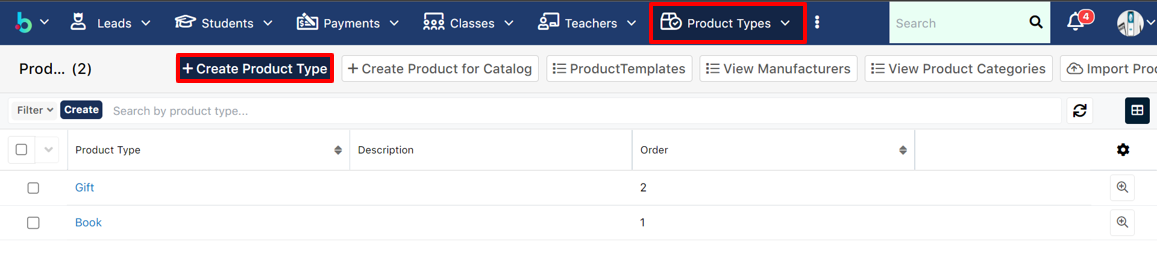 Leads Students Payments Classes Teachers Product Types Search 4
Prod... (2) + Create Product Type + Create Product for Catalog ProductTemplates View Manufacturers View Product Categories Import Proc
Filter Create Search by product type...
Product Type Description Order
Gift 2
Book 1